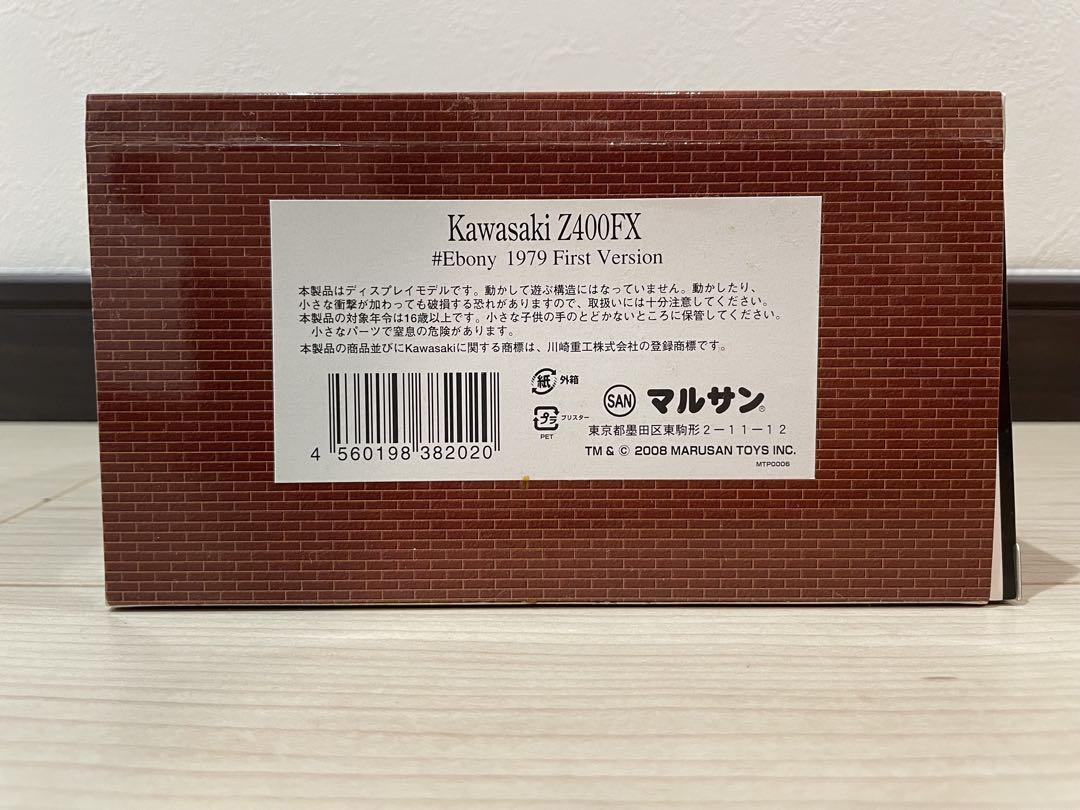 Kawasaki Z400FX
#Ebony 1979 First Version
本製品はディスプレイモデルです。動かして遊ぶ構造にはなっていません。動かしたり、
小さな衝撃が加わっても破損する恐れがありますので、取扱いには十分注意してください。
本製品の対象年令は16歳以上です。小さな子供の手のとどかないところに保管してください。
小さなパーツで窒息の危険があります。
本製品の商品並びにKawasakiに関する商標は、川崎重工株式会社の登録商標です。
4 560198 382020
紙 外箱
プラ ブリスター
PET
SAN マルサン®
東京都墨田区東駒形2-11-12
TM & © 2008 MARUSAN TOYS INC.
MTP0006